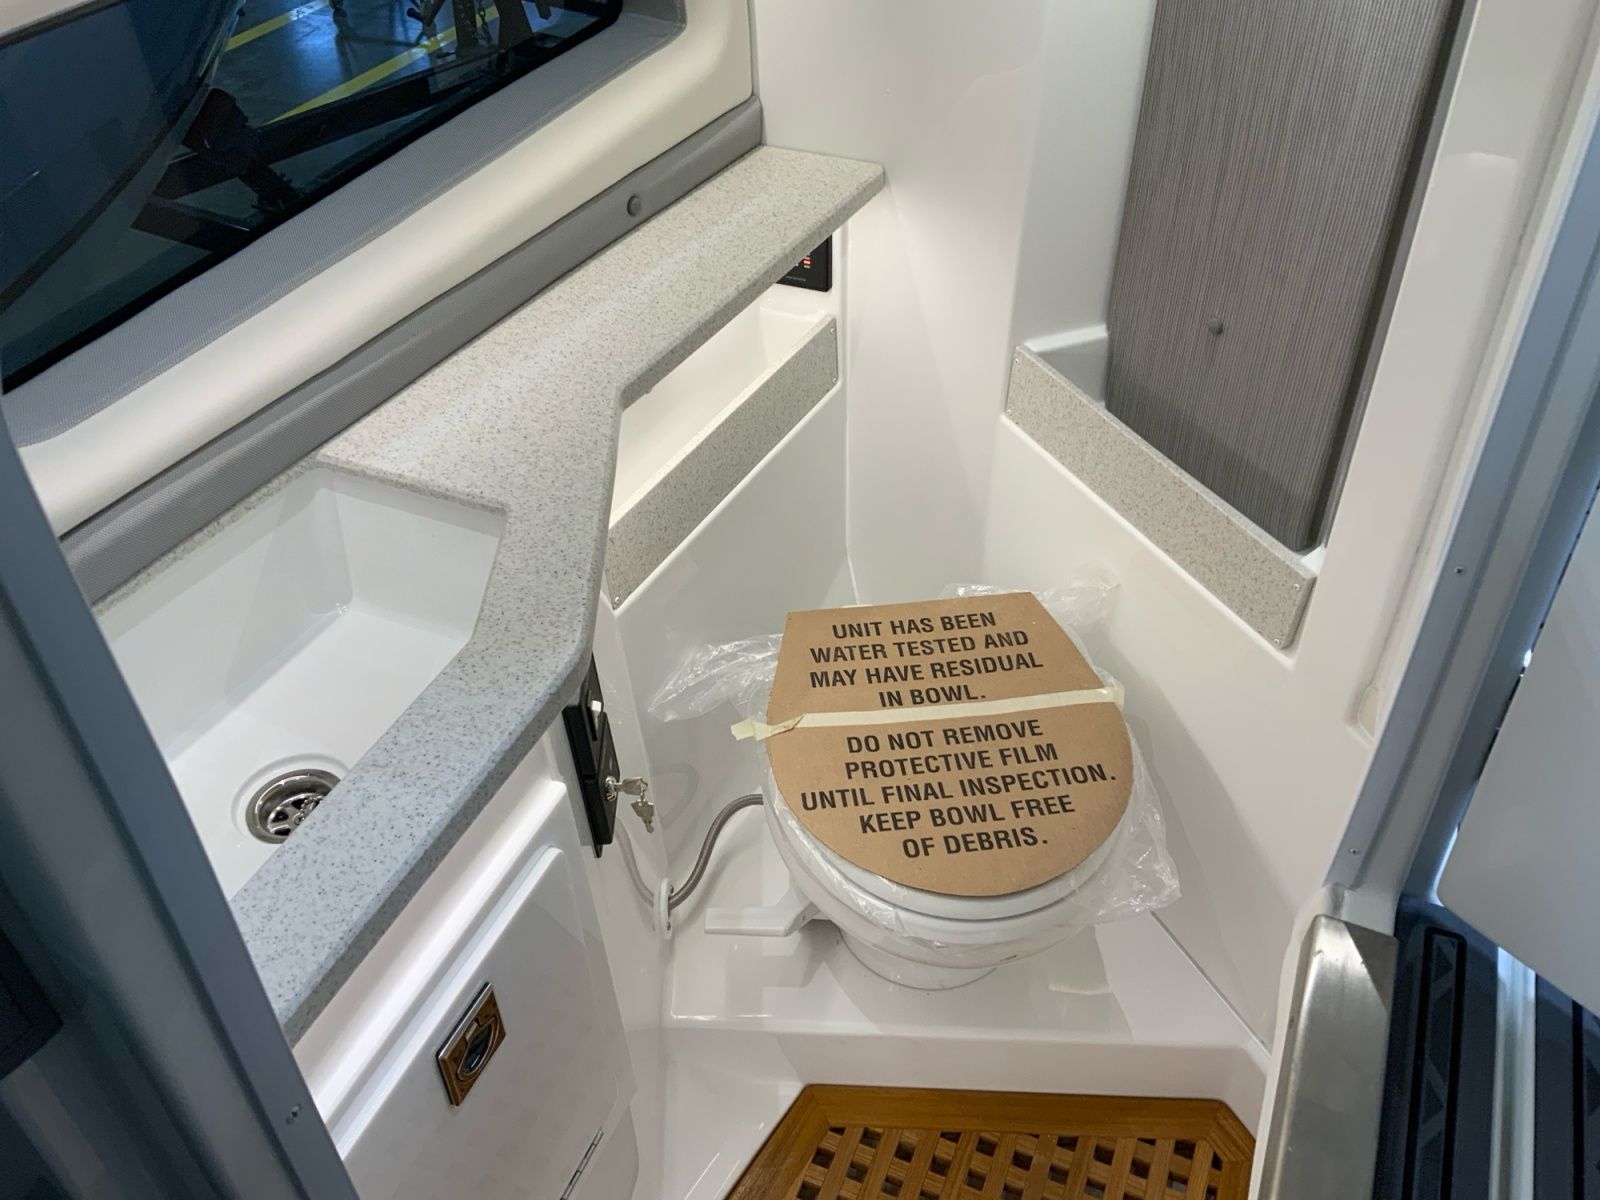 UNIT HAS BEEN
WATER TESTED AND
MAY HAVE RESIDUAL
IN BOWL.
DO NOT REMOVE
PROTECTIVE FILM
UNTIL FINAL INSPECTION.
KEEP BOWL FREE
OF DEBRIS.